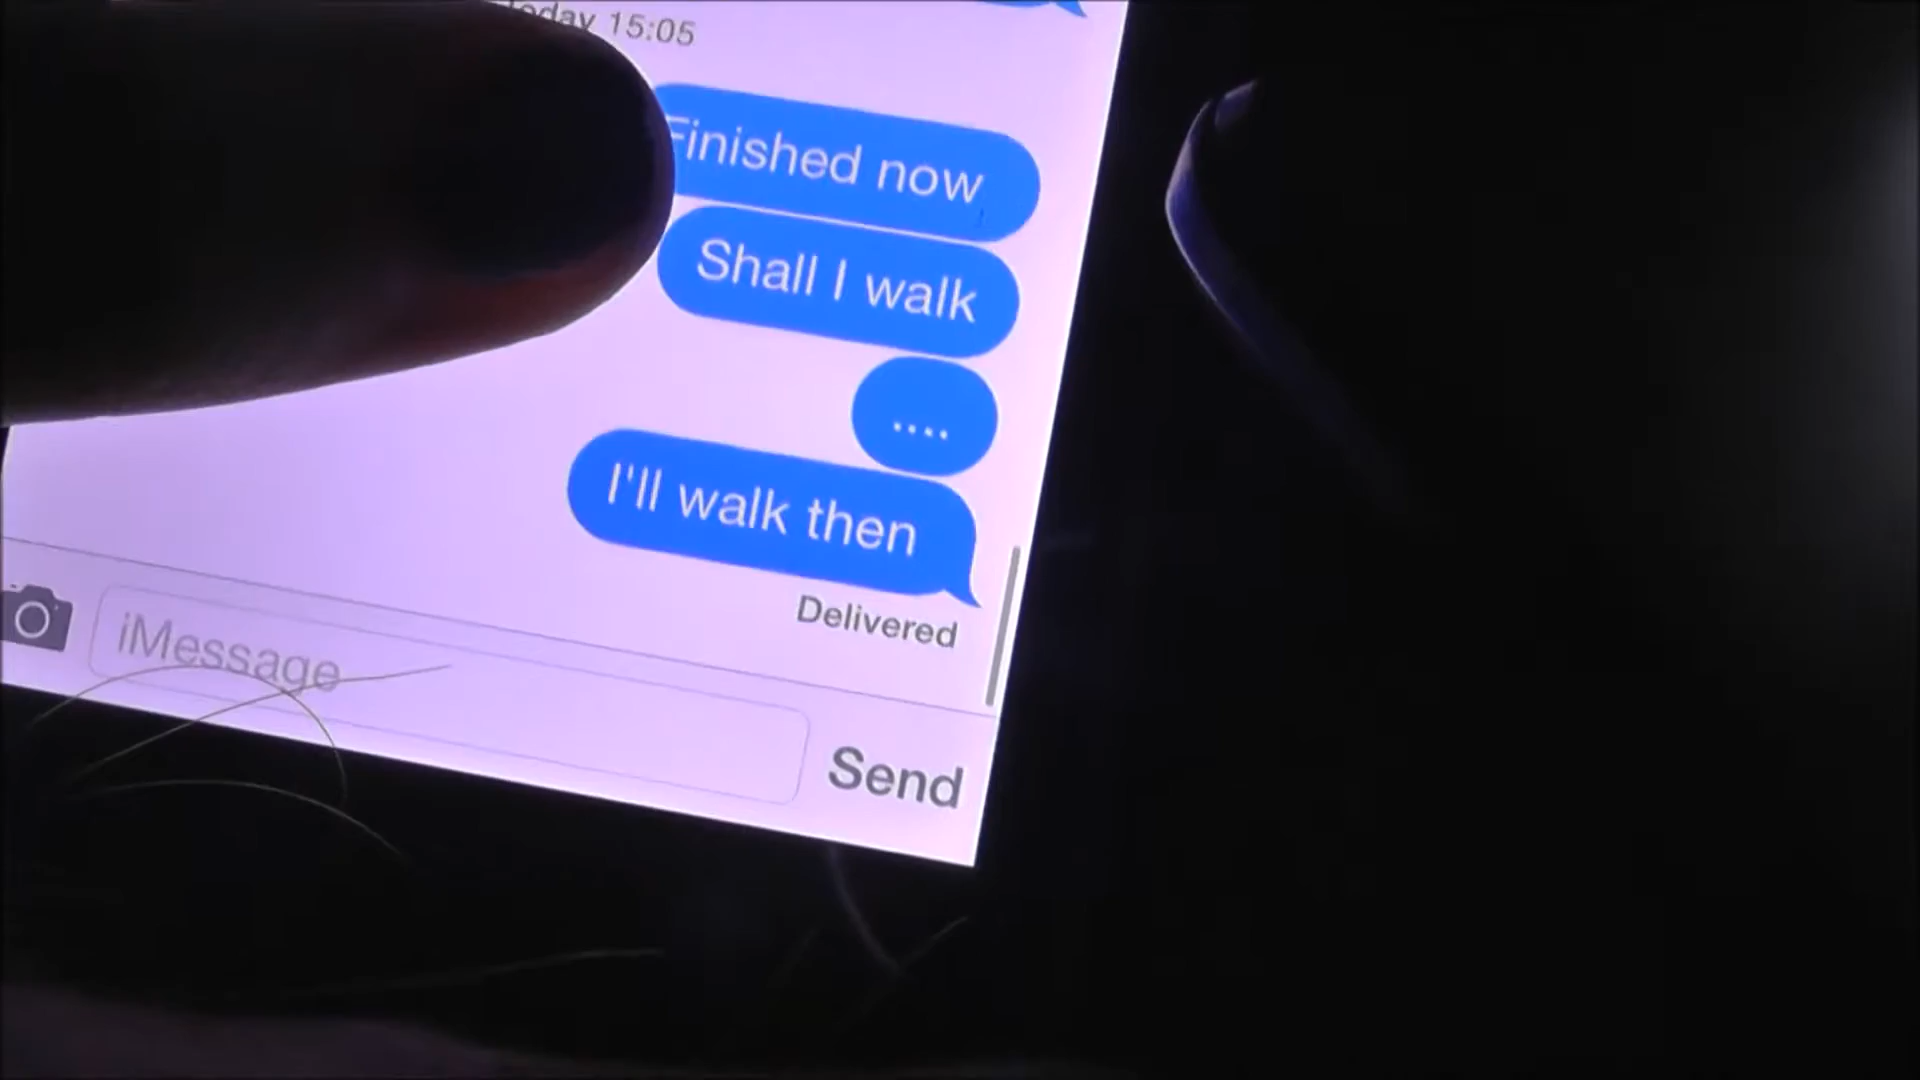 15:05
Finished now
Shall I walk
....
I'll walk then
Delivered
iMessage
Send